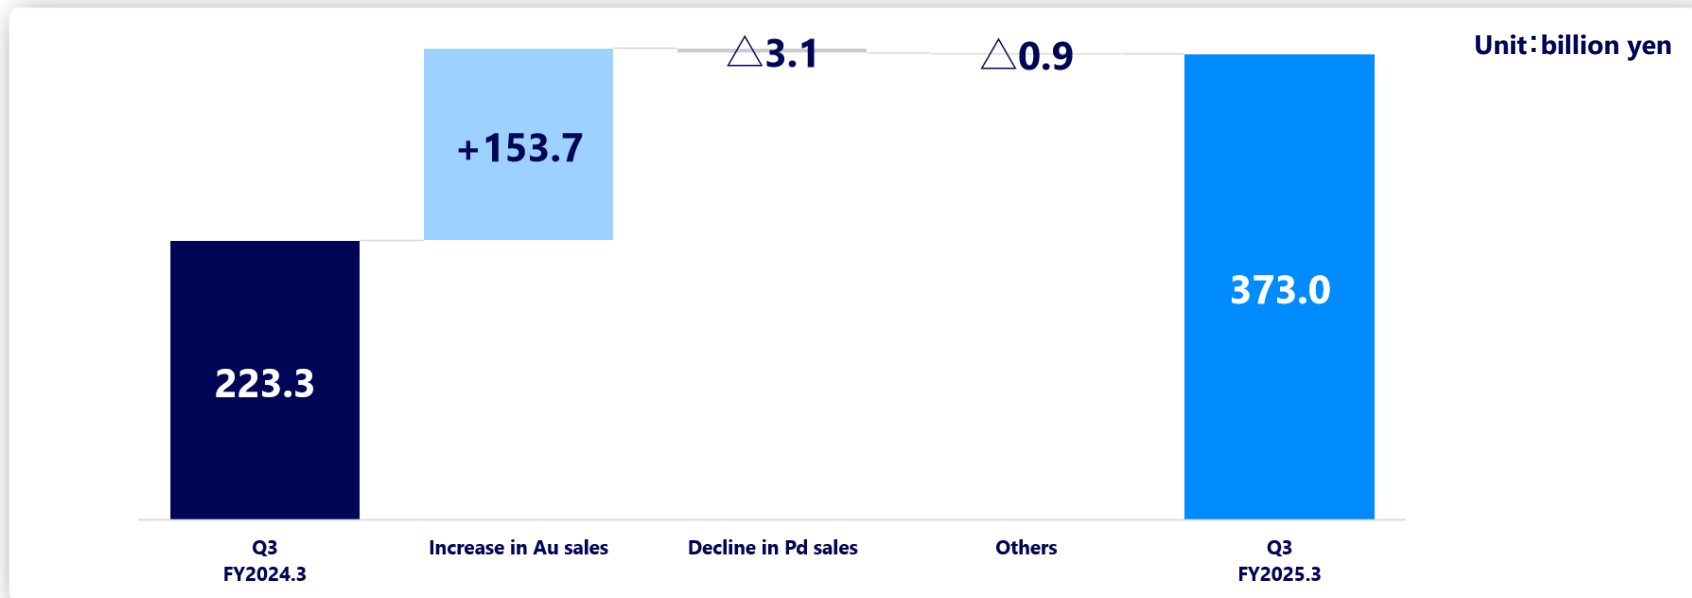 Unit:billion yen
△3.1
△0.9
+153.7
373.0
223.3
Q3
FY2024.3
Increase in Au sales
Decline in Pd sales
Others
Q3
FY2025.3